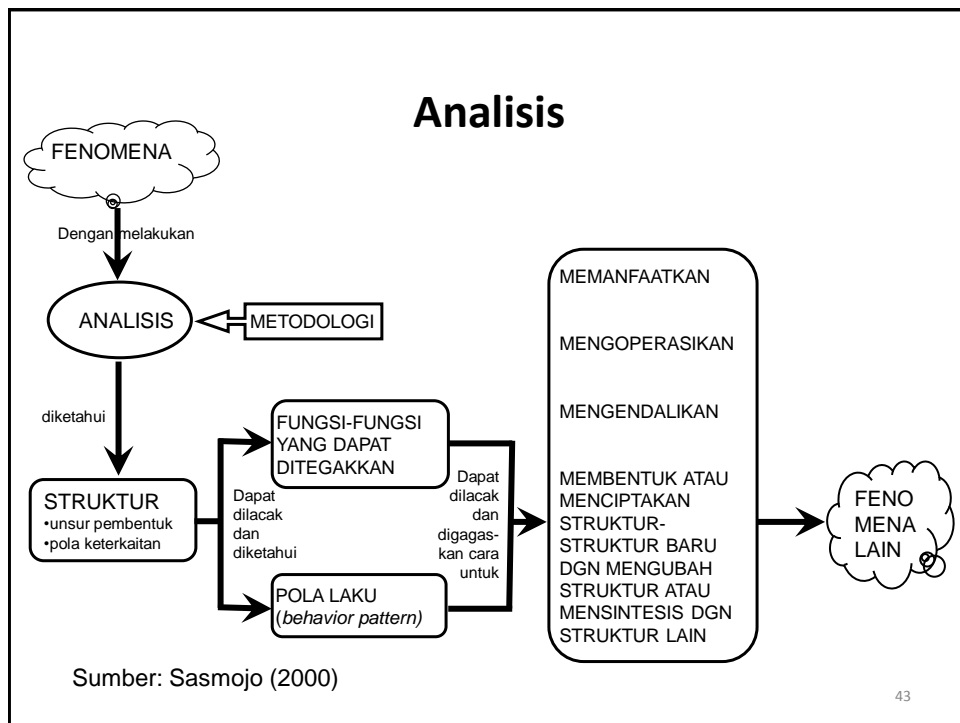 Analisis
FENOMENA
Dengan melakukan
ANALISIS
METODOLOGI
diketahui
STRUKTUR
•unsur pembentuk
•pola keterkaitan
Dapat
dilacak
dan
diketahui
FUNGSI-FUNGSI
YANG DAPAT
DITEGAKKAN
POLA LAKU
(behavior pattern)
Dapat
dilacak
dan
digagas-
kan cara
untuk
MEMANFAATKAN
MENGOPERASIKAN
MENGENDALIKAN
MEMBENTUK ATAU
MENCIPTAKAN
STRUKTUR-
STRUKTUR BARU
DGN MENGUBAH
STRUKTUR ATAU
MENSINTESIS DGN
STRUKTUR LAIN
FENO
MENA
LAIN
Sumber: Sasmojo (2000)
43